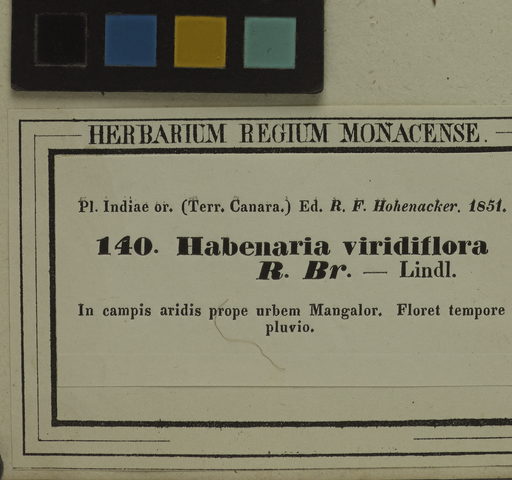 HERBARIUM REGIUM MONACENSE.
Pl. Indiae or. (Terr. Canara.) Ed. R. F. Hohenacker. 1851.
140. Habenaria viridiflora
R. Br. — Lindl.
In campis aridis prope urbem Mangalor. Floret tempore
pluvio.